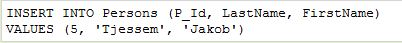 INSERT INTO Persons (P_Id, LastName, FirstName)
VALUES (5, 'Tjessem', 'Jakob')